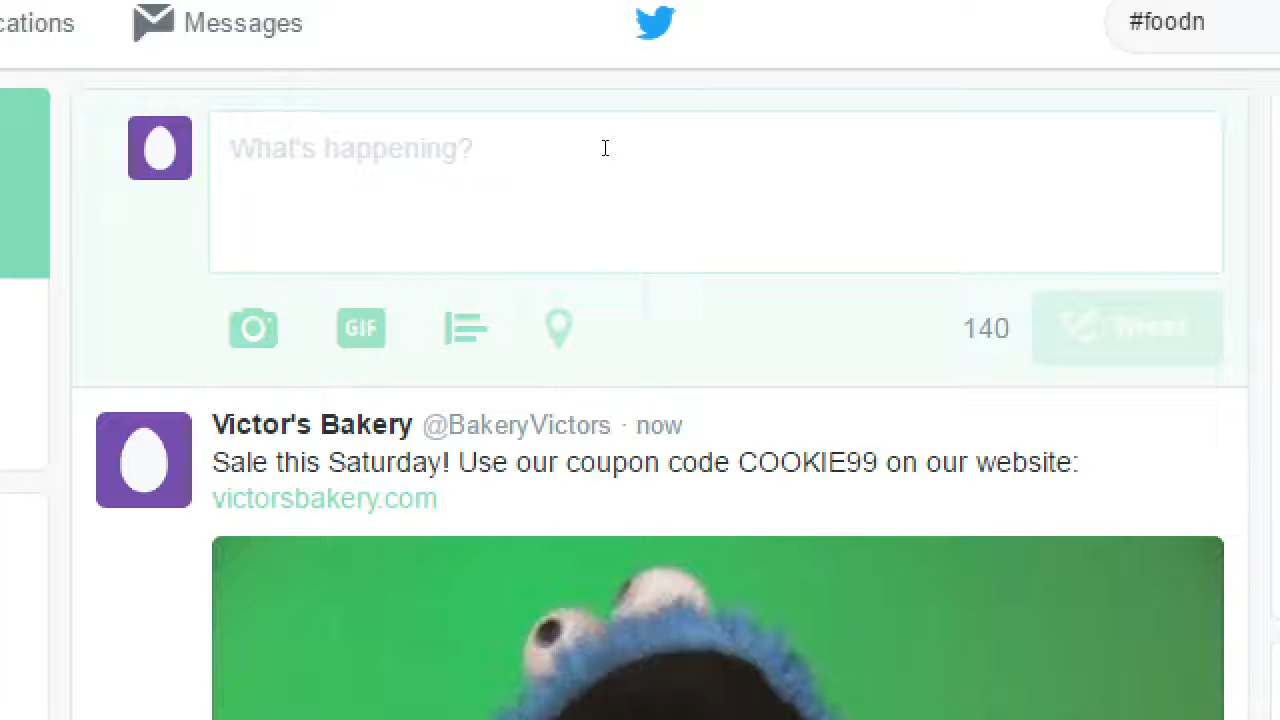 cations
Messages
#foodn
What's happening?
GIF
140
Tweet
Victor's Bakery @BakeryVictors · now
Sale this Saturday! Use our coupon code COOKIE99 on our website:
victorsbakery.com